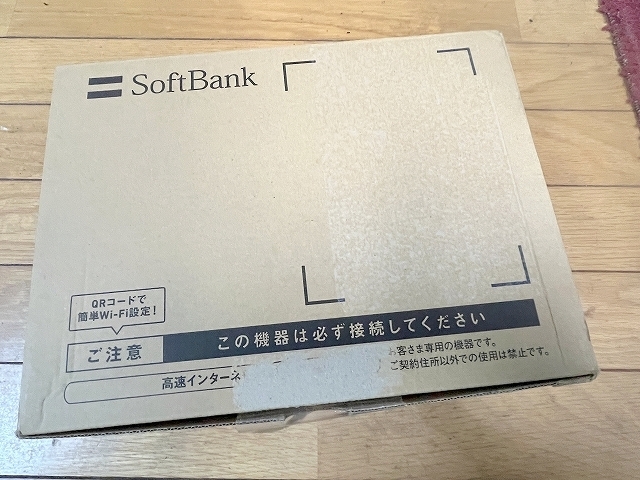 SoftBank
QRコードで
簡単Wi-Fi設定!
ご注意
この機器は必ず接続してください
高速インターネ
お客さま専用の機器です。
ご契約住所以外での使用は禁止です。